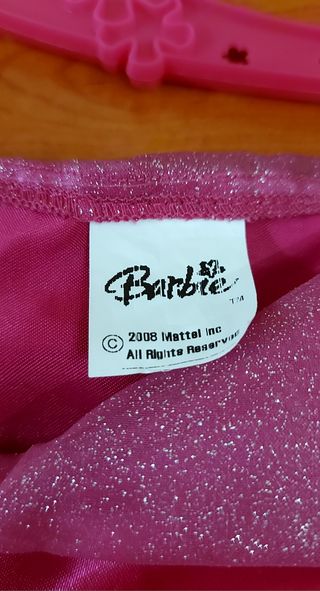 Barbie
TM
© 2008 Mattel Inc
All Rights Reserved